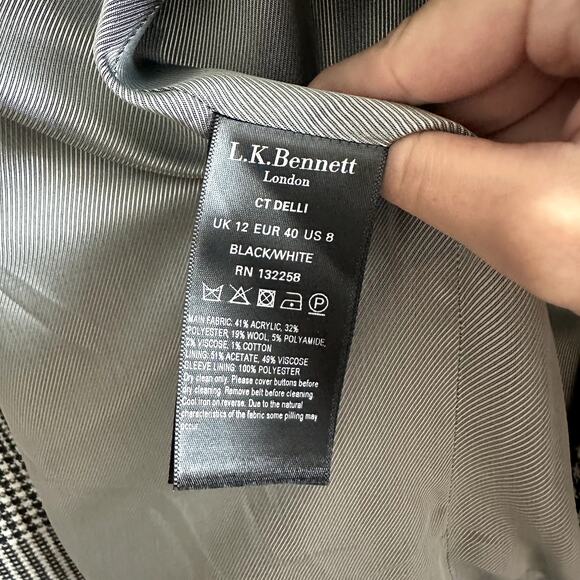 L.K.Bennett
London
CT DELLI
UK 12 EUR 40 US 8
BLACK/WHITE
RN 132258
P
MAIN FABRIC: 41% ACRYLIC, 32%
POLYESTER, 19% WOOL, 5% POLYAMIDE,
2% VISCOSE, 1% COTTON
LINING: 51% ACETATE, 49% VISCOSE
SLEEVE LINING: 100% POLYESTER
Dry clean only. Please cover buttons before
dry cleaning. Remove belt before cleaning.
Cool iron on reverse. Due to the natural
characteristics of the fabric some pilling may
occur.